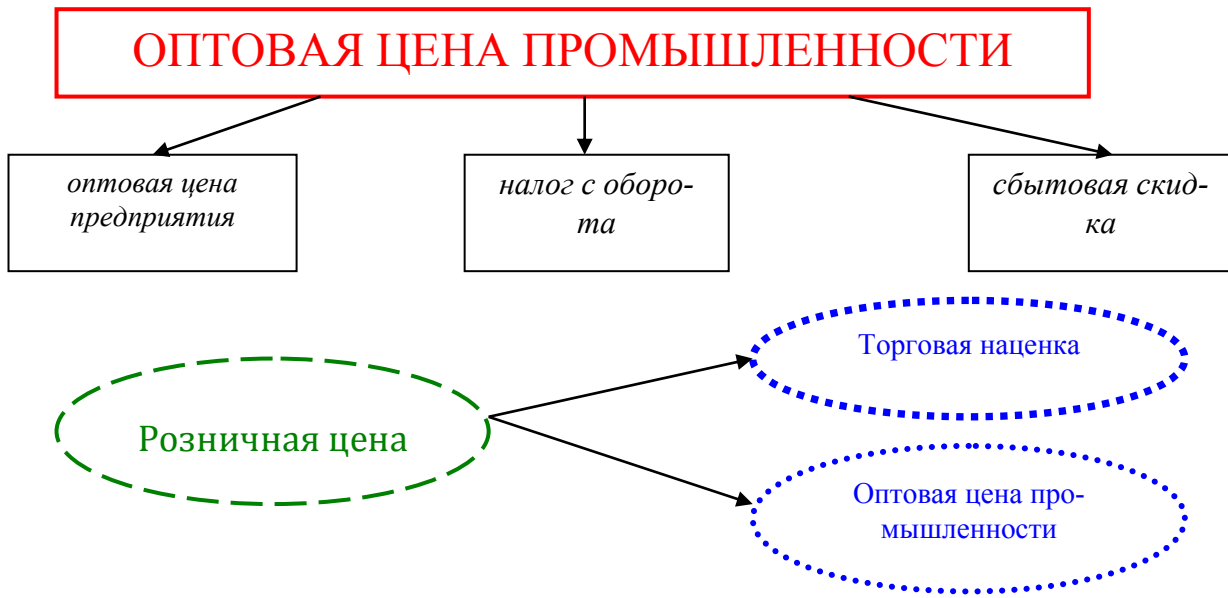 ОПТОВАЯ ЦЕНА ПРОМЫШЛЕННОСТИ
оптовая цена
предприятия
налог с оборо-
та
сбытовая скид-
ка
Торговая наценка
Розничная цена
Оптовая цена про-
мышленности